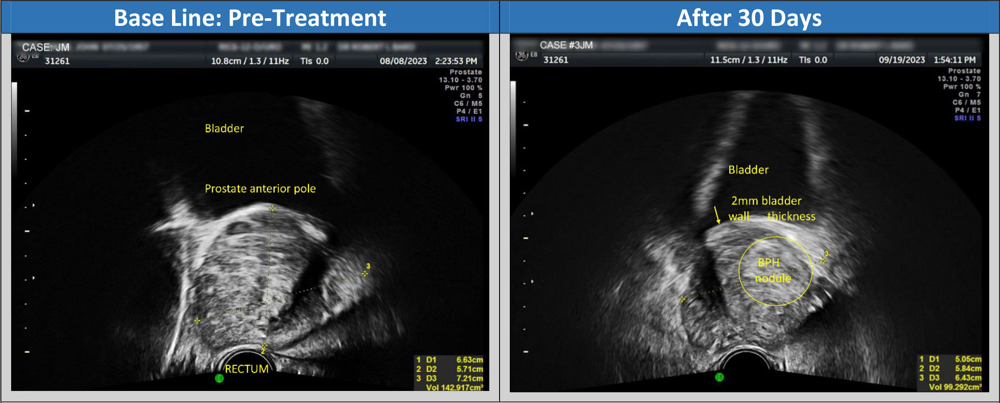 Base Line: Pre-Treatment
After 30 Days
CASE: JM
E8
31261
10.8cm / 1.3 / 11Hz
TIs 0.0
08/08/2023
2:23:53 PM
Prostate
13.10 - 3.70
Pwr 100 %
Gn 5
C6 / M5
P4 / E1
SRI II 5
Bladder
Prostate anterior pole
3
2
RECTUM
E8
1 D1 6.63cm
2 D2 5.71cm
3 D3 7.21cm
Vol 142.917cm³
CASE #3JM
E8
31261
11.5cm / 1.3 / 11Hz
TIs 0.0
09/19/2023
1:54:11 PM
Prostate
13.10 - 3.70
Pwr 100 %
Gn 7
C6 / M5
P4 / E1
SRI II 5
Bladder
2mm bladder
wall thickness
3
BPH
nodule
E8
1 D1 5.05cm
2 D2 5.84cm
3 D3 6.43cm
Vol 99.292cm³